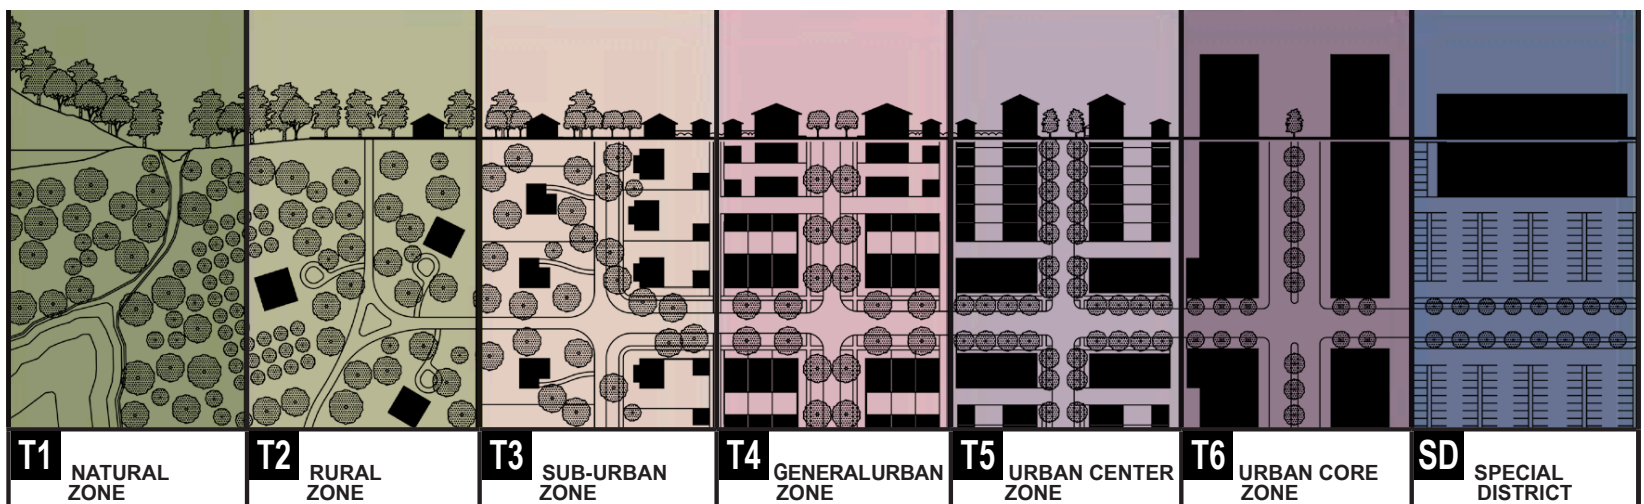 T1 NATURAL
ZONE
T2 RURAL
ZONE
T3 SUB-URBAN
ZONE
T4 GENERALURBAN
ZONE
T5 URBAN CENTER
ZONE
T6 URBAN CORE
ZONE
SD SPECIAL
DISTRICT